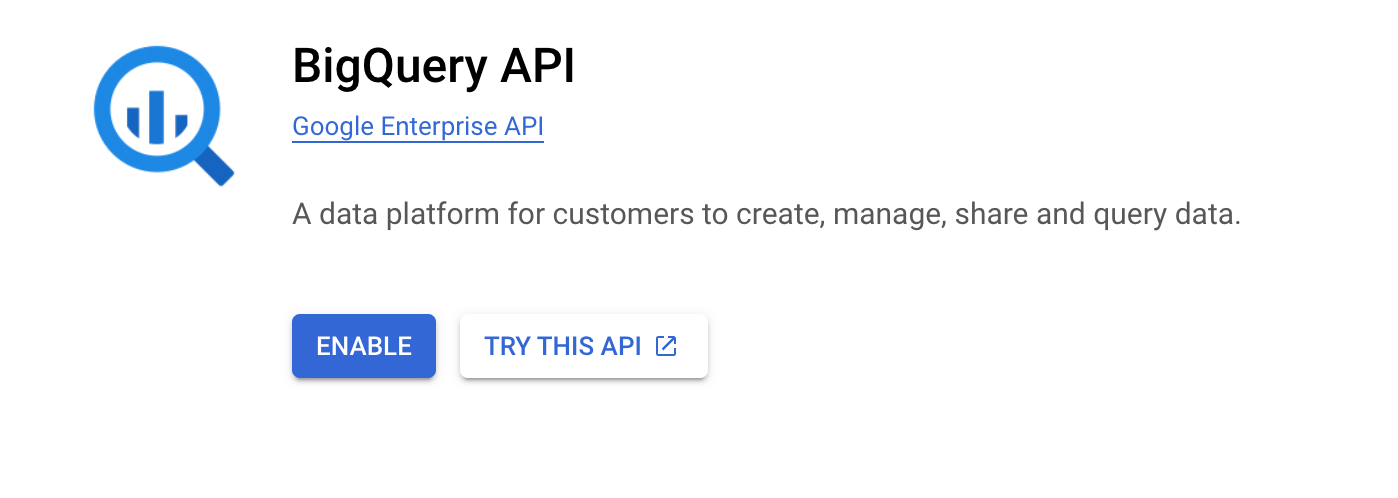 BigQuery API
Google Enterprise API
A data platform for customers to create, manage, share and query data.
ENABLE
TRY THIS API